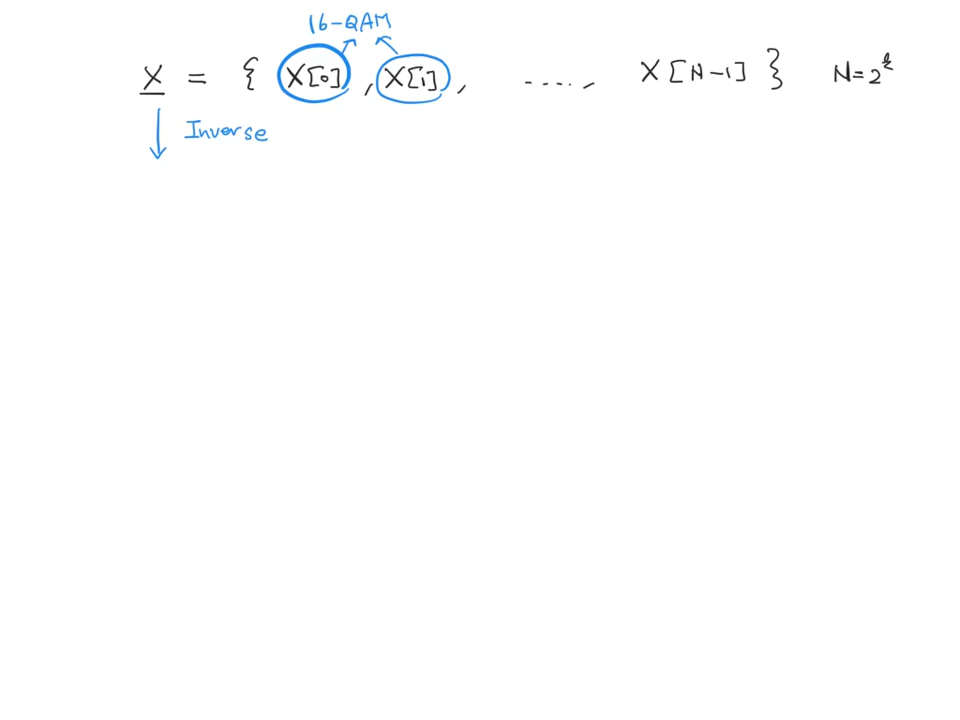 16-QAM
X = { X[0] , X[1] , ..... , X[N-1] } N=2^k
Inverse